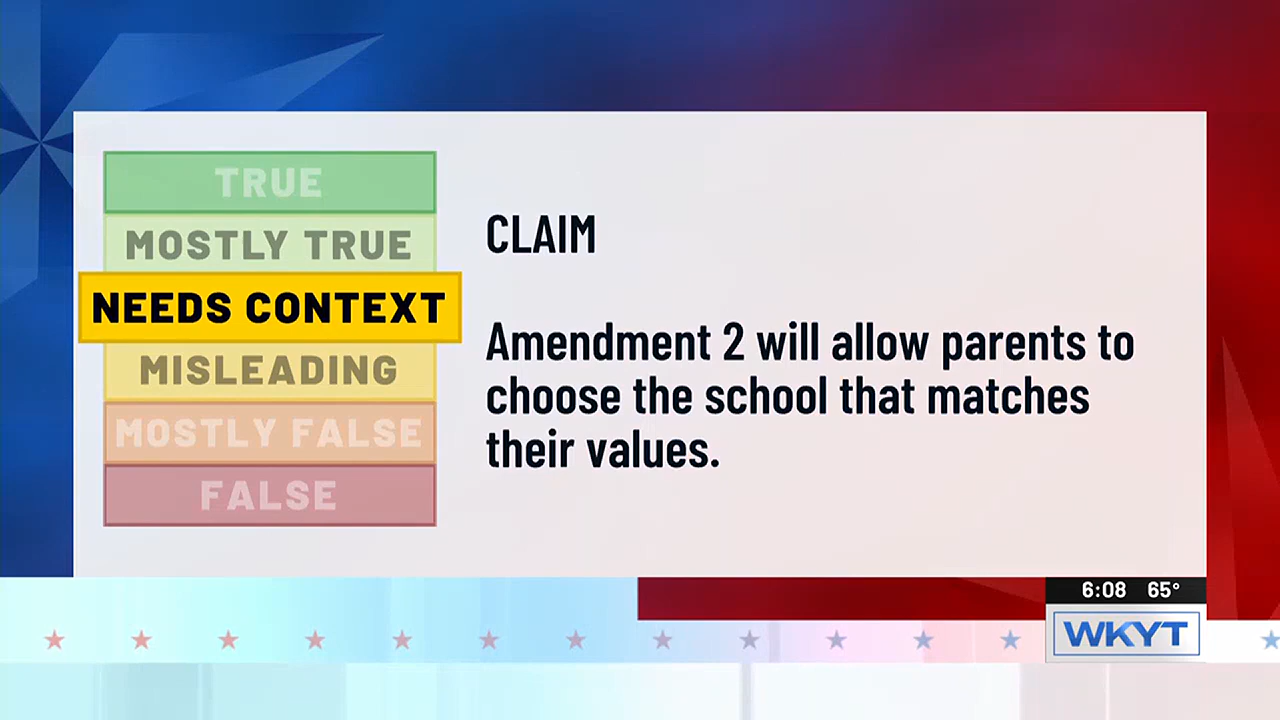 TRUE
MOSTLY TRUE
NEEDS CONTEXT
MISLEADING
MOSTLY FALSE
FALSE
CLAIM
Amendment 2 will allow parents to
choose the school that matches
their values.
6:08 65°
WKYT